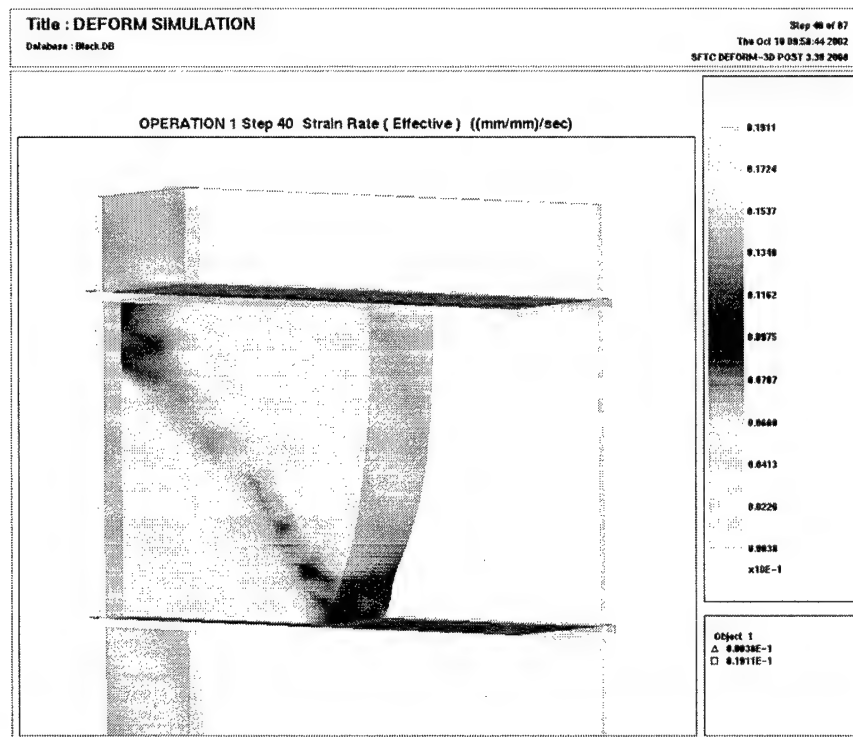 Title : DEFORM SIMULATION
Database : Block.DB
Step 40 of 87
Thu Oct 10 09:58:44 2002
SFTC DEFORM-3D POST 3.30 2000
OPERATION 1 Step 40 Strain Rate ( Effective ) ((mm/mm)/sec)
0.1911
0.1724
0.1537
0.1349
0.1162
0.0975
0.0787
0.0600
0.0413
0.0226
0.0038
x10E-1
Object 1
△ 0.0038E-1
□ 0.1911E-1